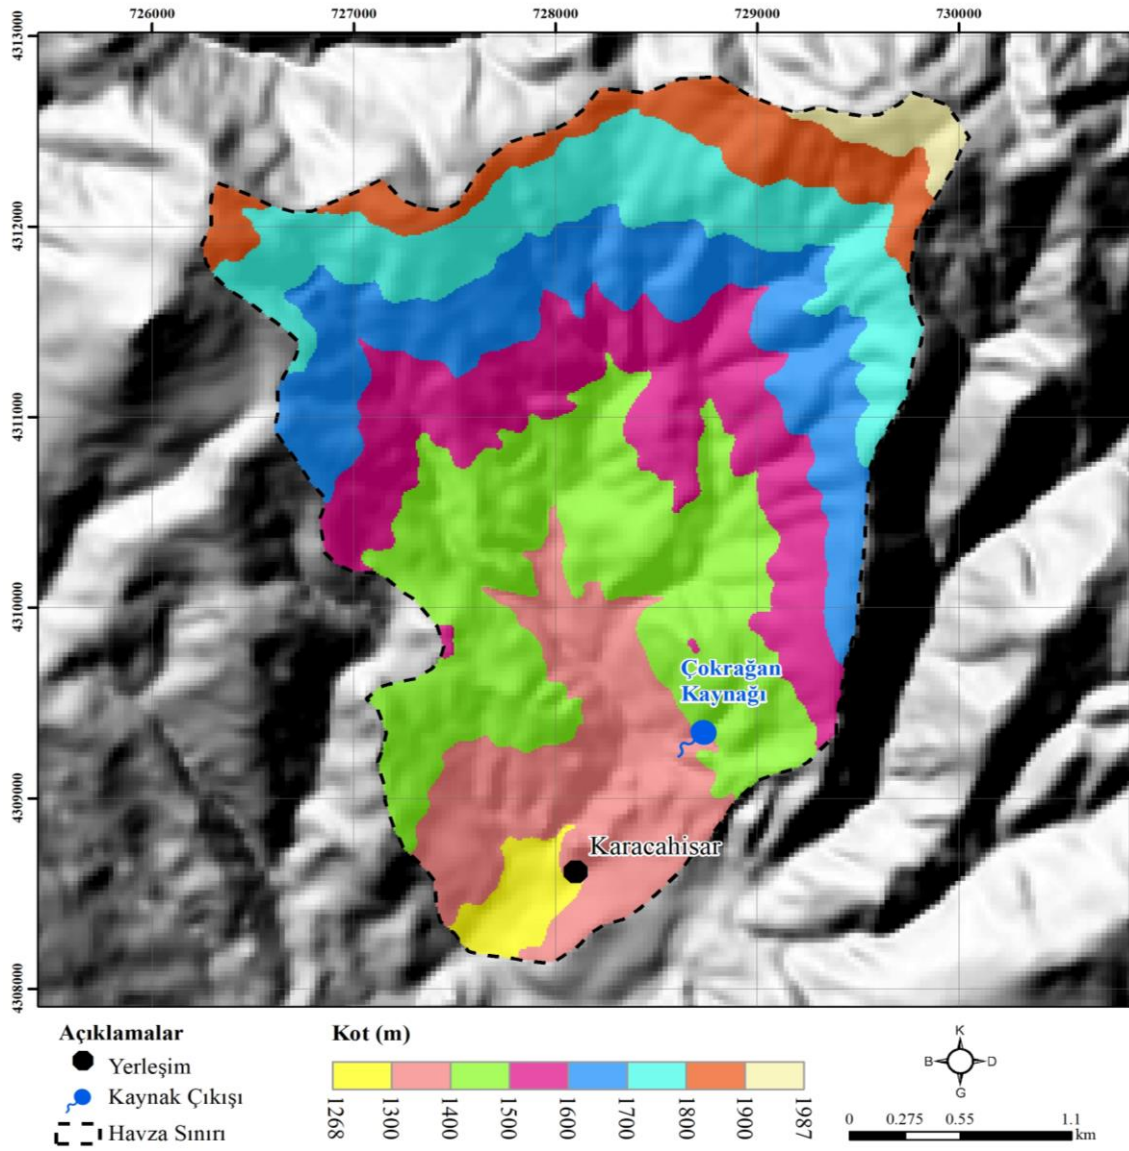 726000
727000
728000
729000
730000
4313000
4312000
4311000
4310000
4309000
4308000
Çokrağan
Kaynağı
Karacahisar
Açıklamalar
Yerleşim
Kaynak Çıkışı
Havza Sınırı
Kot (m)
1268
1300
1400
1500
1600
1700
1800
1900
1987
K
B
D
G
0
0.275
0.55
1.1
km